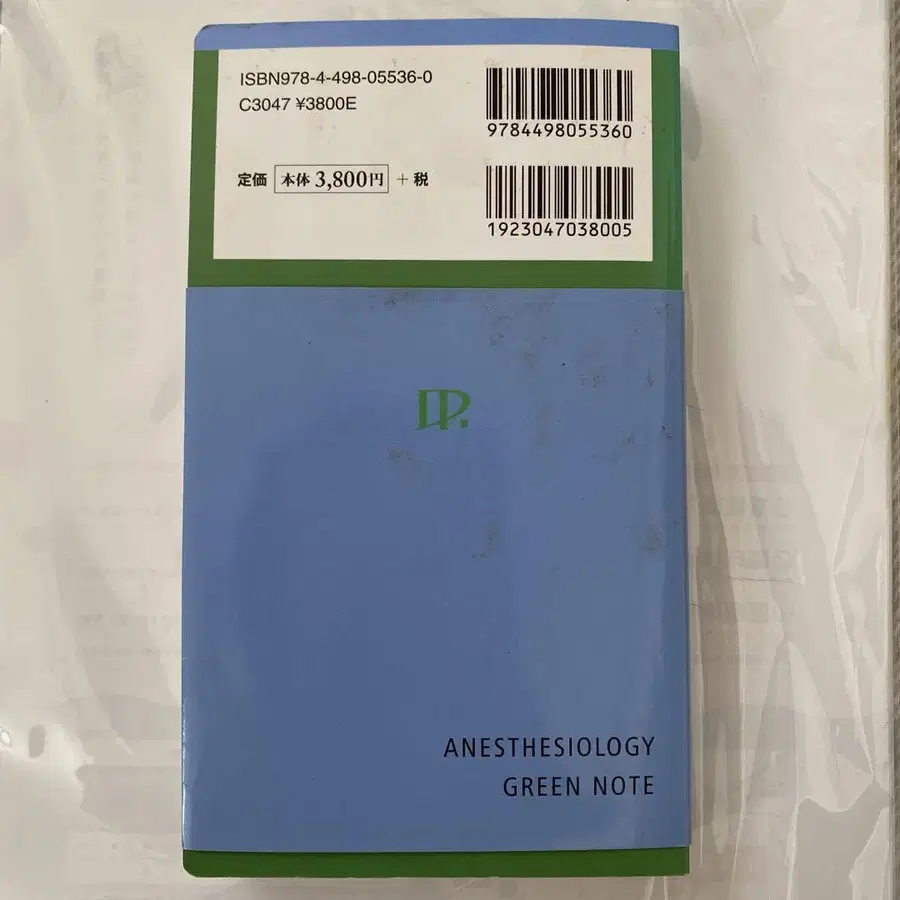 ISBN978-4-498-05536-0
C3047 ¥3800E
9784498055360
定価 本体 3,800円 + 税
1923047038005
ANESTHESIOLOGY
GREEN NOTE